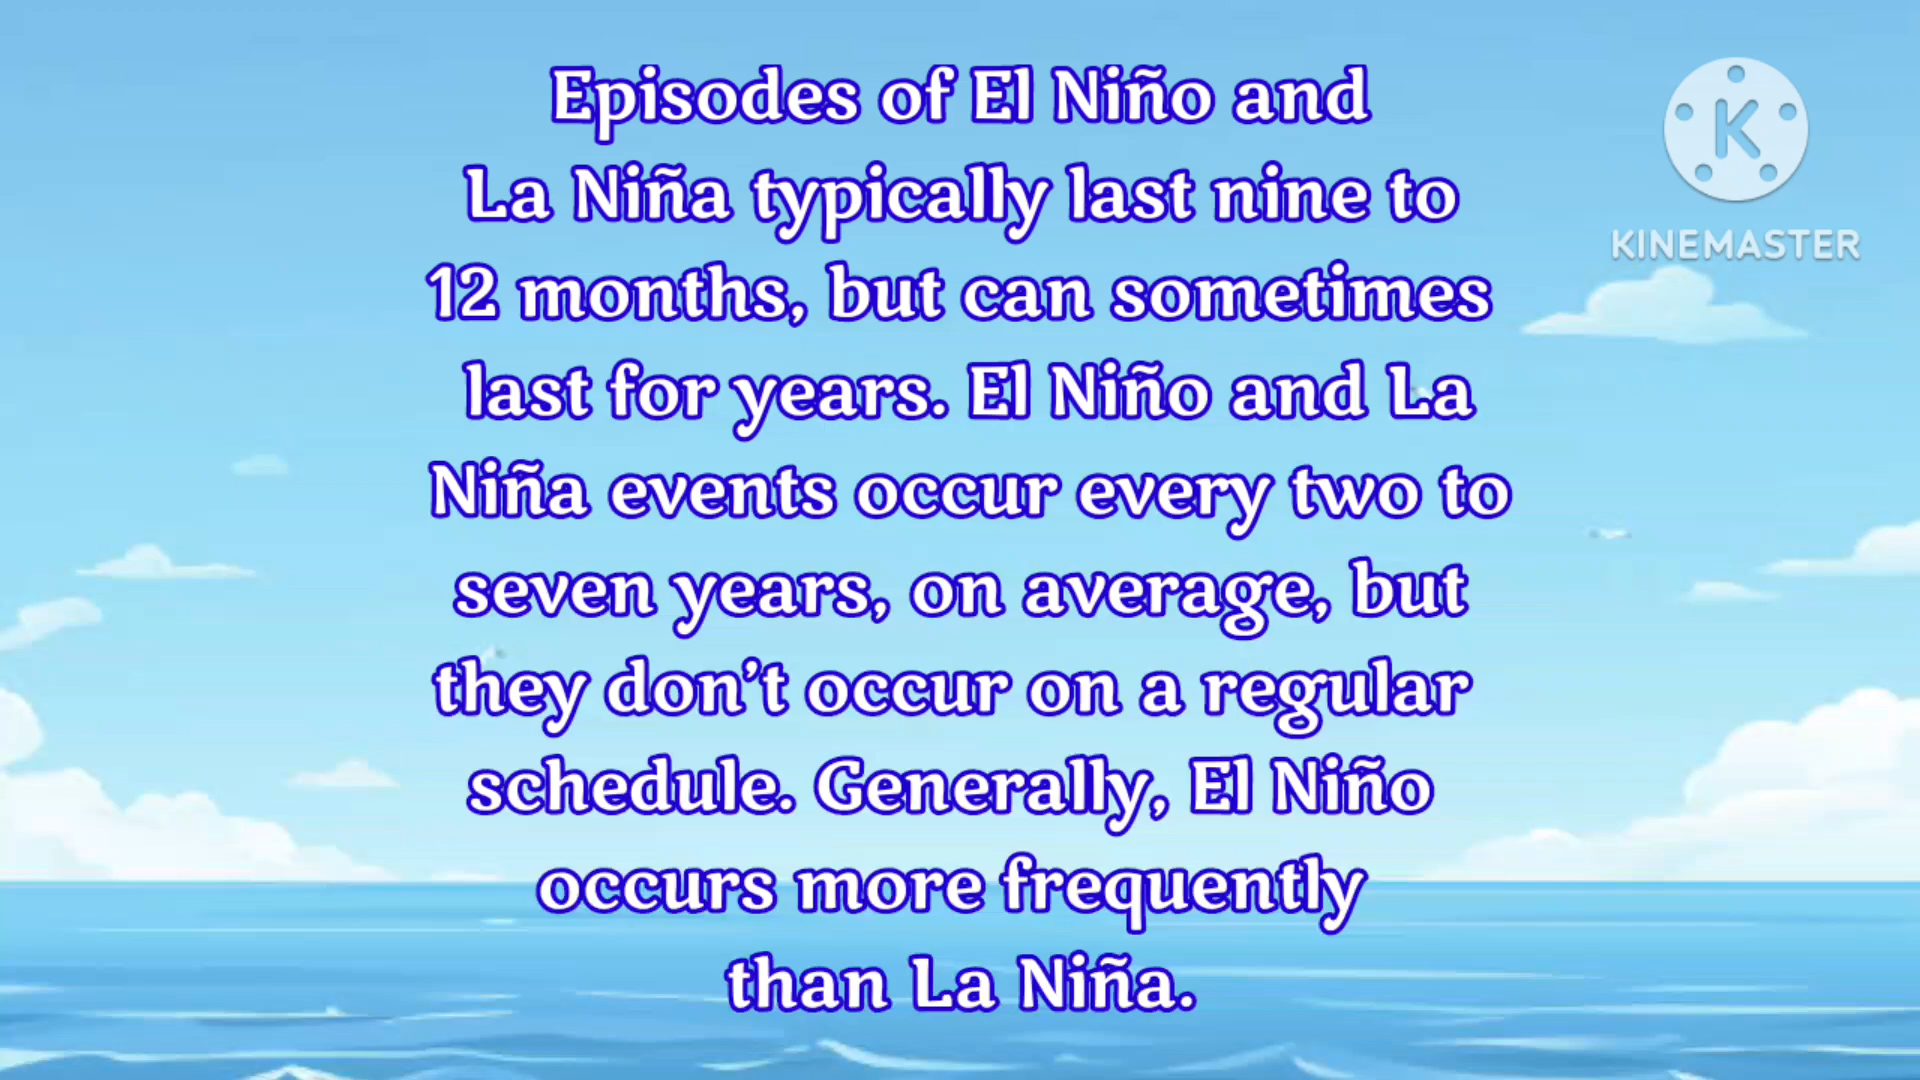 Episodes of El Niño and
La Niña typically last nine to
12 months, but can sometimes
last for years. El Niño and La
Niña events occur every two to
seven years, on average, but
they don’t occur on a regular
schedule. Generally, El Niño
occurs more frequently
than La Niña.
K
KINEMASTER